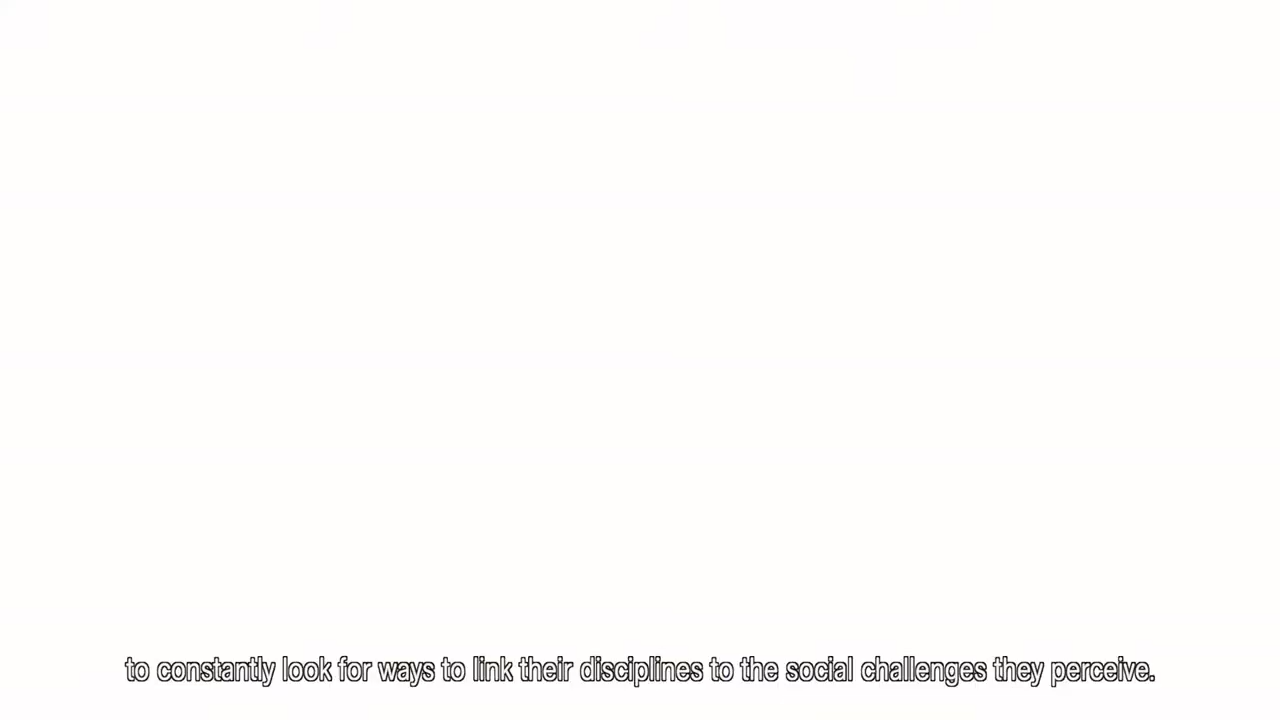 to constantly look for ways to link their disciplines to the social challenges they perceive.